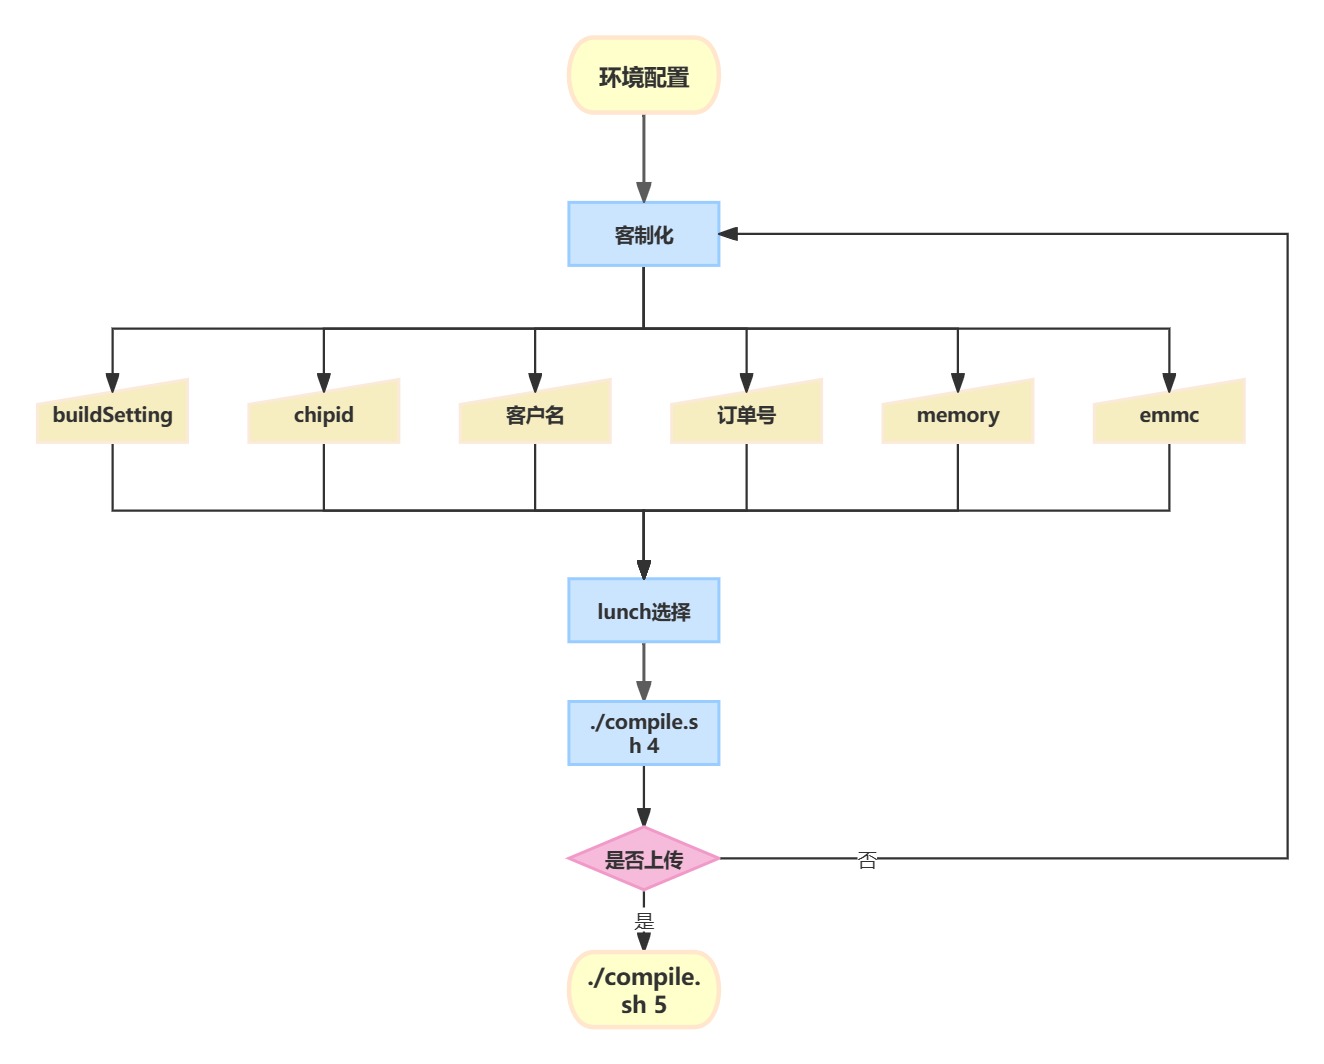 环境配置
客制化
buildSetting
chipid
客户名
订单号
memory
emmc
lunch选择
./compile.s
h 4
是否上传
否
是
./compile.
sh 5